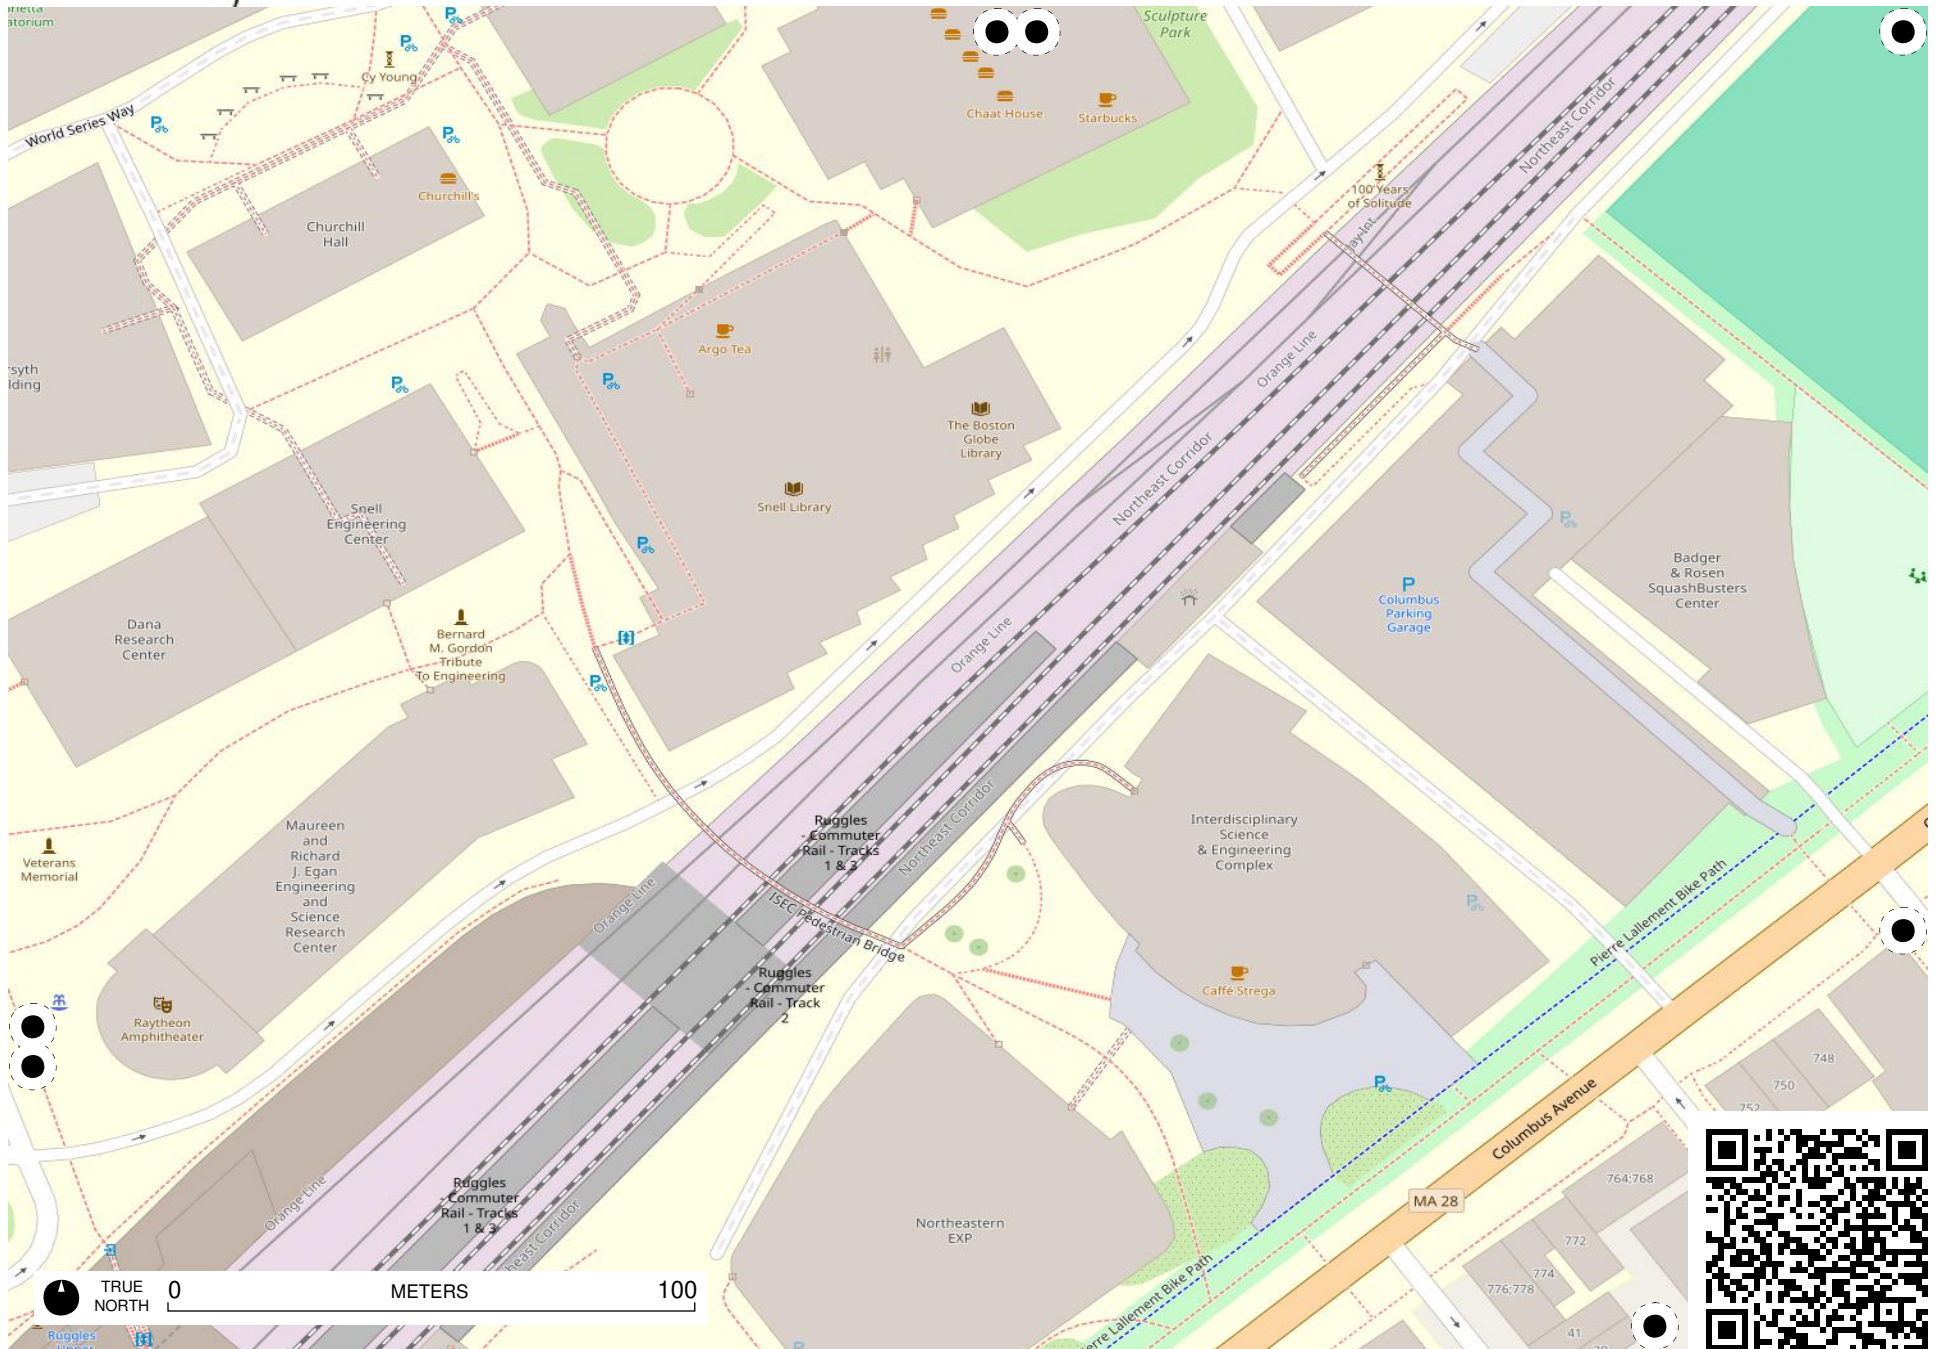 Sculpture
Park
Cy Young
World Series Way
Chaat House
Starbucks
Northeast Corridor
Churchill's
100 Years
of Solitude
Churchill
Hall
Argo Tea
Orange Line
The Boston
Globe
Library
Northeast Corridor
Snell Library
Snell
Engineering
Center
Badger
& Rosen
SquashBusters
Center
P
Columbus
Parking
Garage
Dana
Research
Center
Bernard
M. Gordon
Tribute
To Engineering
Orange Line
Ruggles
- Commuter
Rail - Tracks
1 & 3
Northeast Corridor
Interdisciplinary
Science
& Engineering
Complex
Maureen
and
Richard
J. Egan
Engineering
and
Science
Research
Center
Veterans
Memorial
Orange Line
ISEC Pedestrian Bridge
Pierre Lallement Bike Path
Ruggles
- Commuter
Rail - Track
2
Caffè Strega
Raytheon
Amphitheater
748
750
752
Columbus Avenue
764;768
MA 28
Ruggles
- Commuter
Rail - Tracks
1 & 3
Orange Line
Northeastern
EXP
772
774
776;778
TRUE
NORTH
0
METERS
100
41
Ruggles